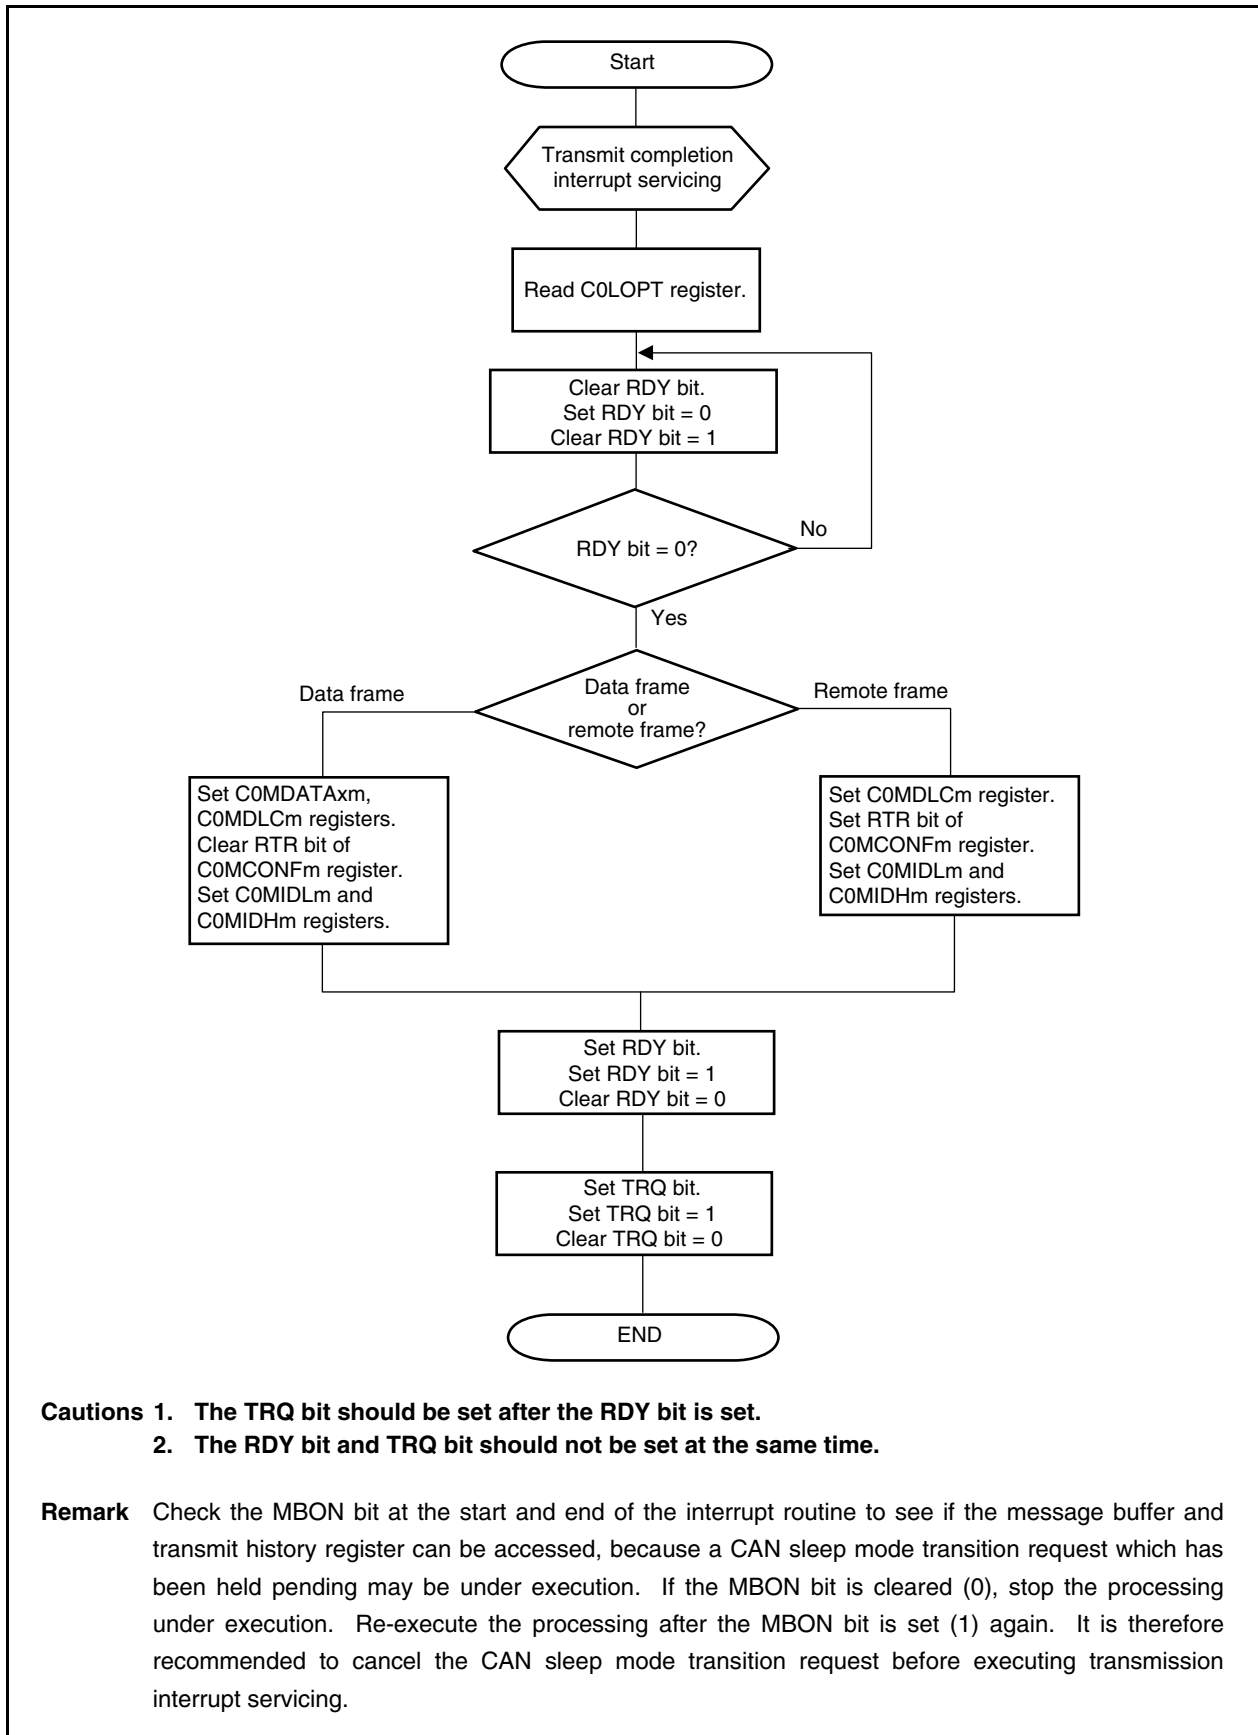 Start
Transmit completion
interrupt servicing
Read C0LOPT register.
Clear RDY bit.
Set RDY bit = 0
Clear RDY bit = 1
No
RDY bit = 0?
Yes
Data frame
Data frame
or
remote frame?
Remote frame
Set C0MDATAxm,
C0MDLCm registers.
Clear RTR bit of
C0MCONFm register.
Set C0MIDLm and
C0MIDHm registers.
Set C0MDLCm register.
Set RTR bit of
C0MCONFm register.
Set C0MIDLm and
C0MIDHm registers.
Set RDY bit.
Set RDY bit = 1
Clear RDY bit = 0
Set TRQ bit.
Set TRQ bit = 1
Clear TRQ bit = 0
END
Cautions 1. The TRQ bit should be set after the RDY bit is set.
2. The RDY bit and TRQ bit should not be set at the same time.
Remark Check the MBON bit at the start and end of the interrupt routine to see if the message buffer and
transmit history register can be accessed, because a CAN sleep mode transition request which has
been held pending may be under execution. If the MBON bit is cleared (0), stop the processing
under execution. Re-execute the processing after the MBON bit is set (1) again. It is therefore
recommended to cancel the CAN sleep mode transition request before executing transmission
interrupt servicing.